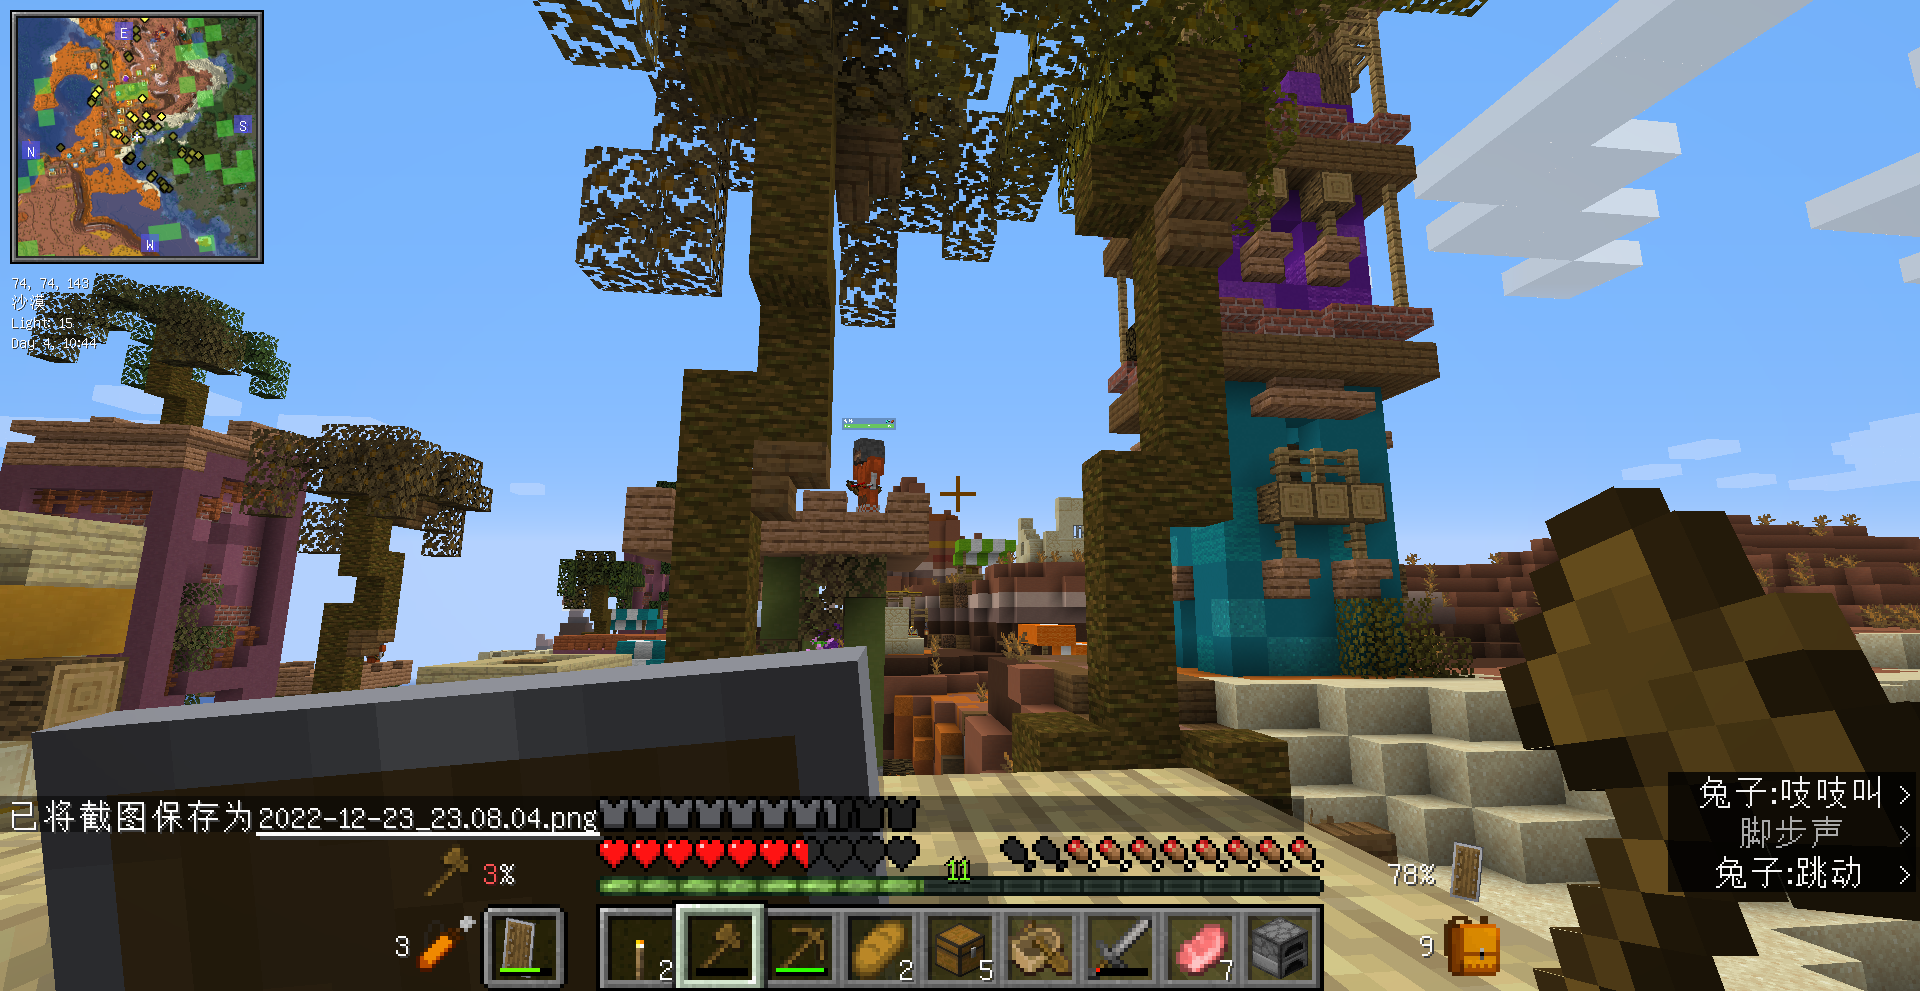 E
S
N
W
74, 74, 143
沙漠
Light: 15
Day 4, 10:44
已将截图保存为2022-12-23_23.08.04.png
兔子:吱吱叫 >
脚步声 >
兔子:跳动 >
3%
11
78%
3
9
2
2
5
7